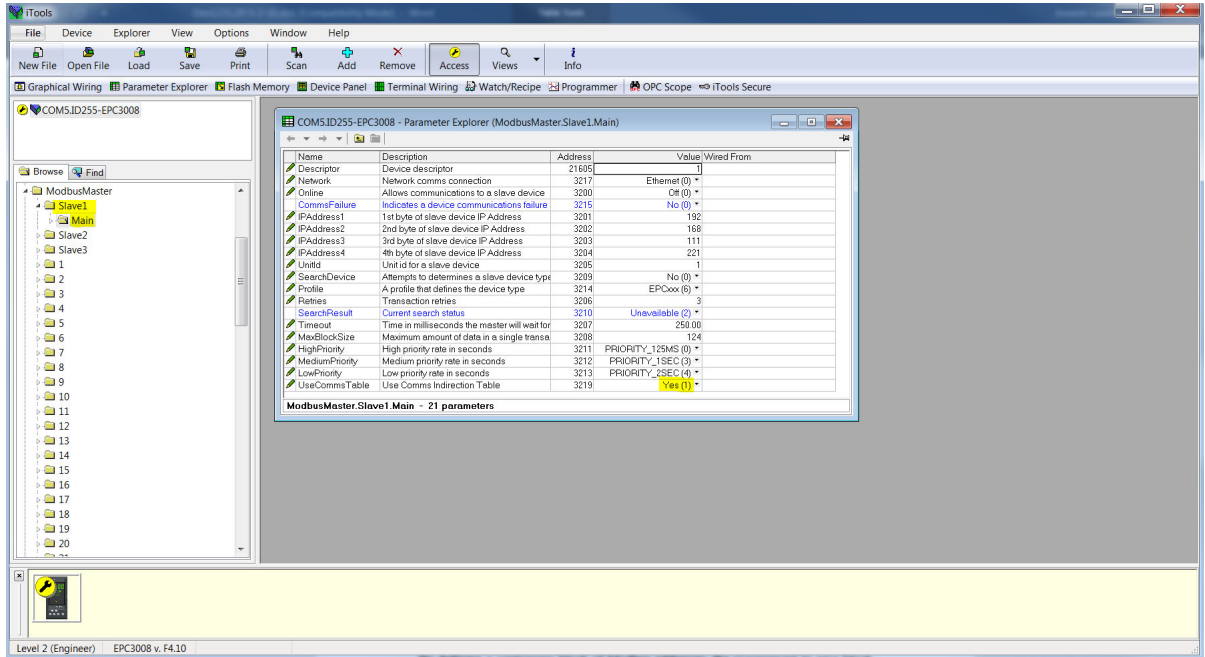 iTools
File Device Explorer View Options Window Help
New File Open File Load Save Print Scan Add Remove Access Views Info
Graphical Wiring Parameter Explorer Flash Memory Device Panel Terminal Wiring Watch/Recipe Programmer OPC Scope iTools Secure
COM5.ID255-EPC3008
Browse Find
ModbusMaster
Slave1
Main
Slave2
Slave3
1
2
3
4
5
6
7
8
9
10
11
12
13
14
15
16
17
18
19
20
COM5.ID255-EPC3008 - Parameter Explorer (ModbusMaster.Slave1.Main)
Name Description Address Value Wired From
Descriptor Device descriptor 21605 1
Network Network comms connection 3217 Ethernet (0)
Online Allows communications to a slave device 3200 Off (0)
CommsFailure Indicates a device communications failure 3215 No (0)
IPAddress1 1st byte of slave device IP Address 3201 192
IPAddress2 2nd byte of slave device IP Address 3202 168
IPAddress3 3rd byte of slave device IP Address 3203 111
IPAddress4 4th byte of slave device IP Address 3204 221
UnitId Unit id for a slave device 3205 1
SearchDevice Attempts to determines a slave device type 3209 No (0)
Profile A profile that defines the device type 3214 EPCxxx (6)
Retries Transaction retries 3206 3
SearchResult Current search status 3210 Unavailable (2)
Timeout Time in milliseconds the master will wait for 3207 250.00
MaxBlockSize Maximum amount of data in a single transa 3208 124
HighPriority High priority rate in seconds 3211 PRIORITY_125MS (0)
MediumPriority Medium priority rate in seconds 3212 PRIORITY_1SEC (3)
LowPriority Low priority rate in seconds 3213 PRIORITY_2SEC (4)
UseCommsTable Use Comms Indirection Table 3219 Yes (1)
ModbusMaster.Slave1.Main - 21 parameters
Level 2 (Engineer) EPC3008 v. F4.10